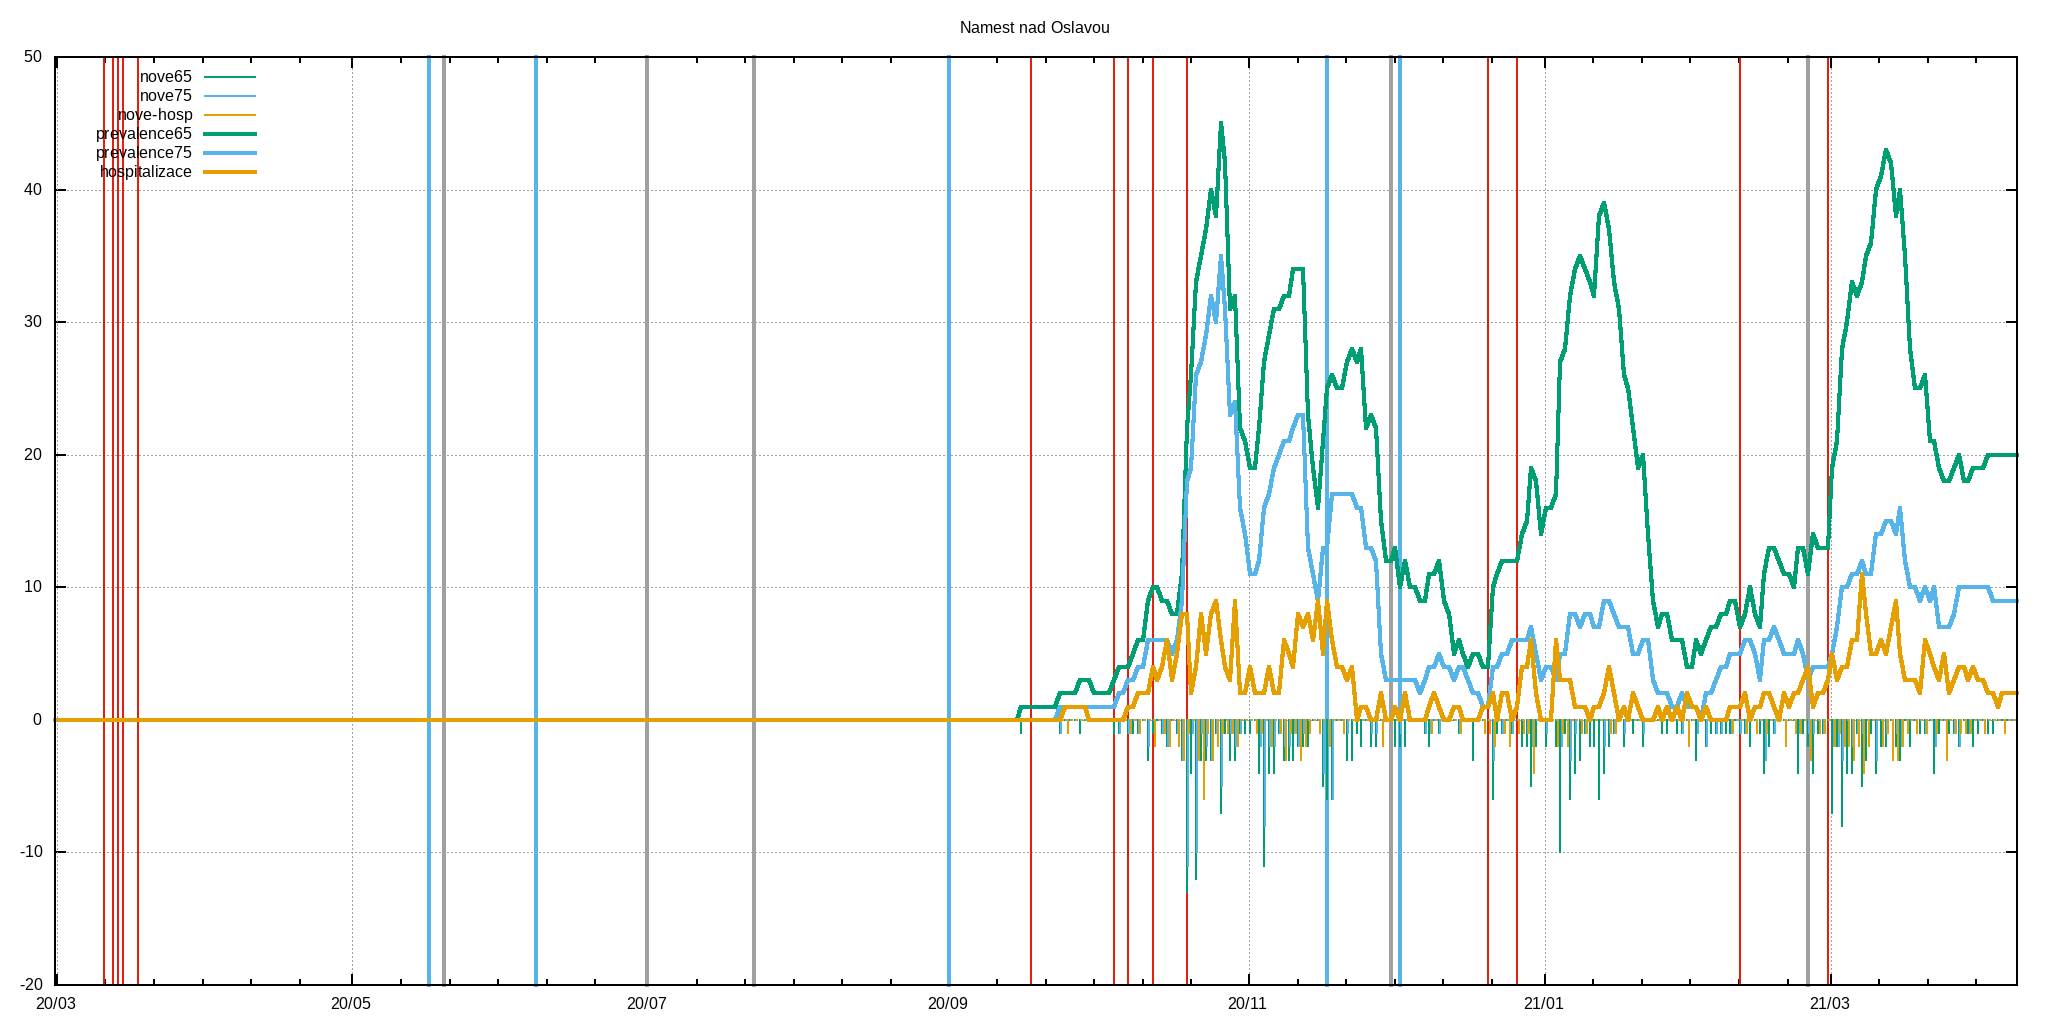 Namest nad Oslavou
50
nove65
nove75
nove-hosp
prevalence65
prevalence75
hospitalizace
40
30
20
10
0
-10
-20
20/03 20/05 20/07 20/09 20/11 21/01 21/03